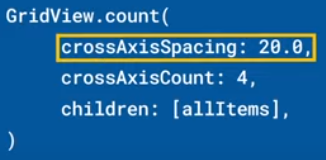 GridView.count(
crossAxisSpacing: 20.0,
crossAxisCount: 4,
children: [allItems],
)